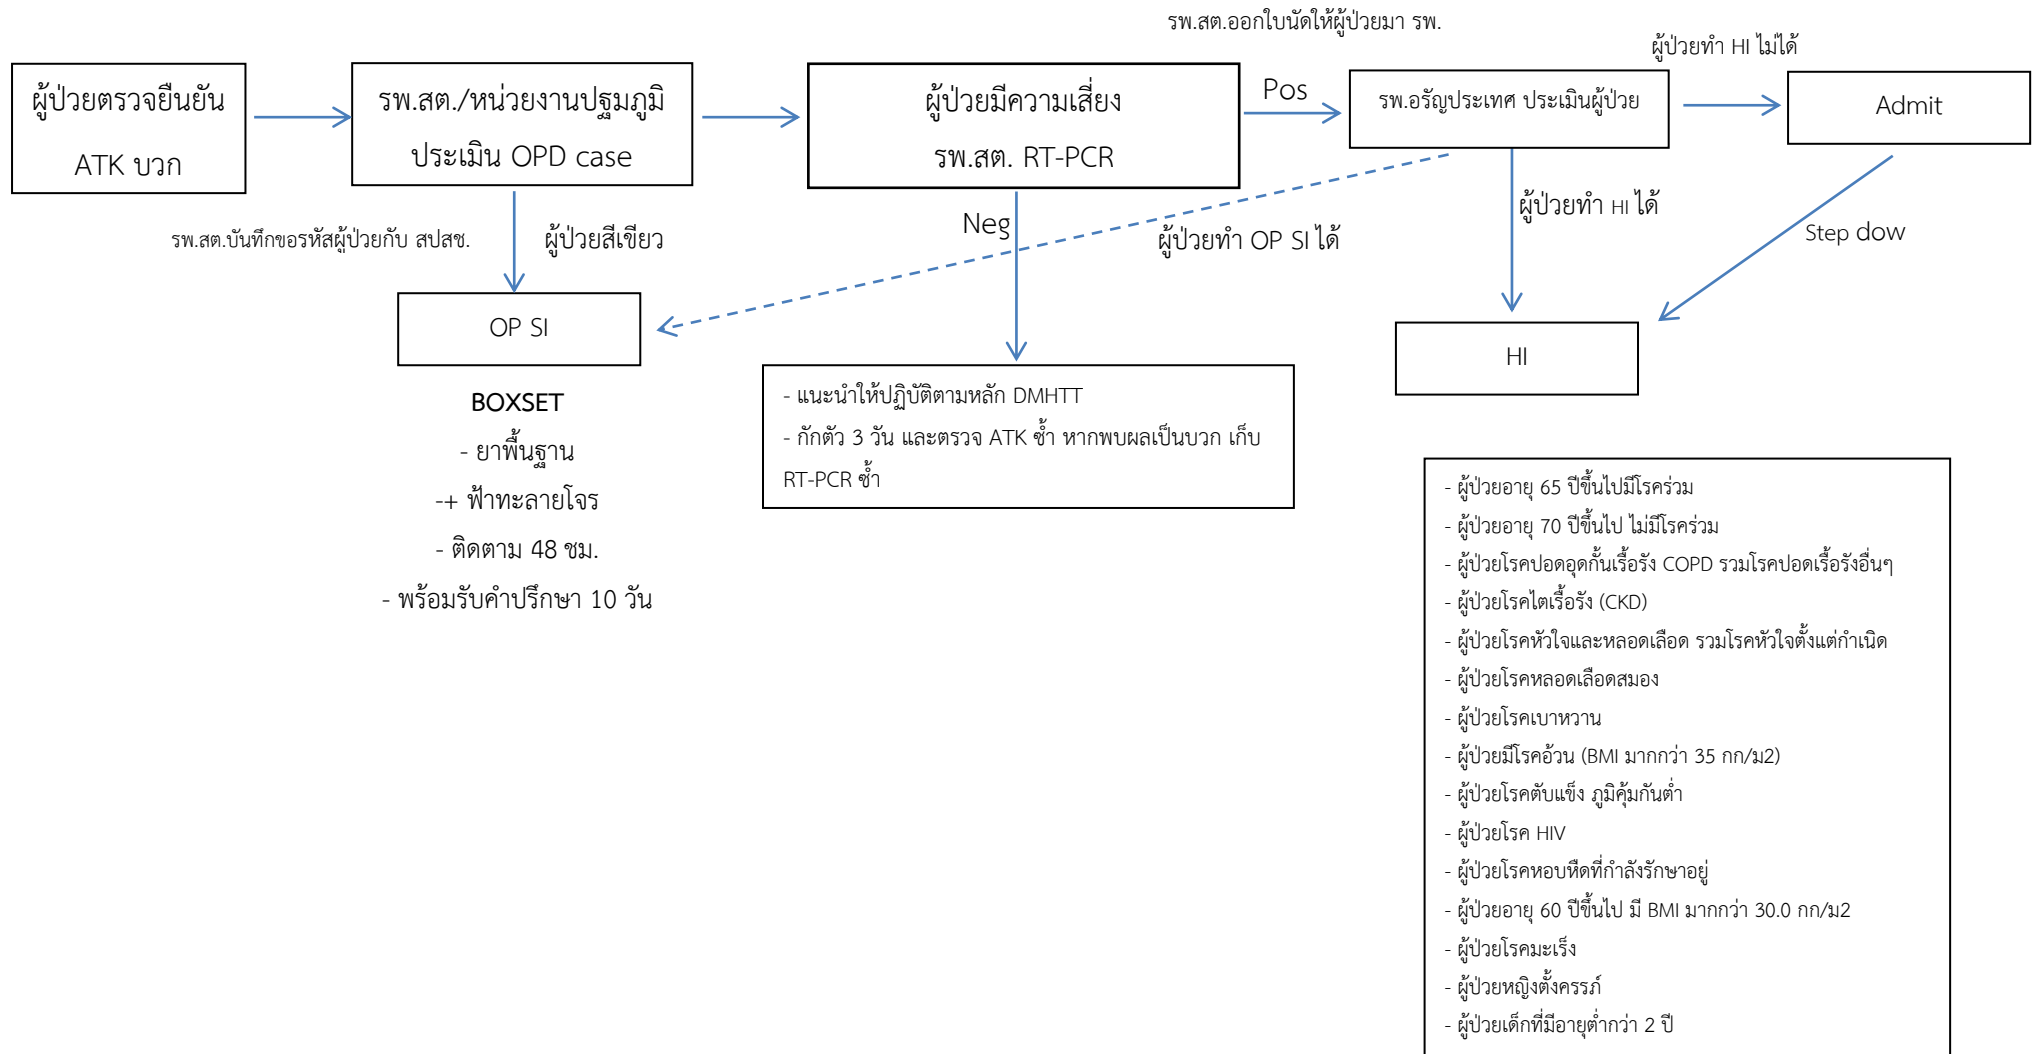 รพ.สต.ออกใบนัดให้ผู้ป่วยมา รพ.
ผู้ป่วยทำ HI ไม่ได้
ผู้ป่วยตรวจยืนยัน
ATK บวก
รพ.สต./หน่วยงานปฐมภูมิ
ประเมิน OPD case
ผู้ป่วยมีความเสี่ยง
รพ.สต. RT-PCR
Pos
รพ.อรัญประเทศ ประเมินผู้ป่วย
Admit
รพ.สต.บันทึกขอรหัสผู้ป่วยกับ สปสช.
ผู้ป่วยสีเขียว
Neg
ผู้ป่วยทำ OP SI ได้
ผู้ป่วยทำ HI ได้
Step dow
OP SI
HI
BOXSET
- ยาพื้นฐาน
-+ ฟ้าทะลายโจร
- ติดตาม 48 ชม.
- พร้อมรับคำปรึกษา 10 วัน
- แนะนำให้ปฏิบัติตามหลัก DMHTT
- กักตัว 3 วัน และตรวจ ATK ซ้ำ หากพบผลเป็นบวก เก็บ
RT-PCR ซ้ำ
- ผู้ป่วยอายุ 65 ปีขึ้นไปมีโรคร่วม
- ผู้ป่วยอายุ 70 ปีขึ้นไป ไม่มีโรคร่วม
- ผู้ป่วยโรคปอดอุดกั้นเรื้อรัง COPD รวมโรคปอดเรื้อรังอื่นๆ
- ผู้ป่วยโรคไตเรื้อรัง (CKD)
- ผู้ป่วยโรคหัวใจและหลอดเลือด รวมโรคหัวใจตั้งแต่กำเนิด
- ผู้ป่วยโรคหลอดเลือดสมอง
- ผู้ป่วยโรคเบาหวาน
- ผู้ป่วยมีโรคอ้วน (BMI มากกว่า 35 กก/ม2)
- ผู้ป่วยโรคตับแข็ง ภูมิคุ้มกันต่ำ
- ผู้ป่วยโรค HIV
- ผู้ป่วยโรคหอบหืดที่กำลังรักษาอยู่
- ผู้ป่วยอายุ 60 ปีขึ้นไป มี BMI มากกว่า 30.0 กก/ม2
- ผู้ป่วยโรคมะเร็ง
- ผู้ป่วยหญิงตั้งครรภ์
- ผู้ป่วยเด็กที่มีอายุต่ำกว่า 2 ปี